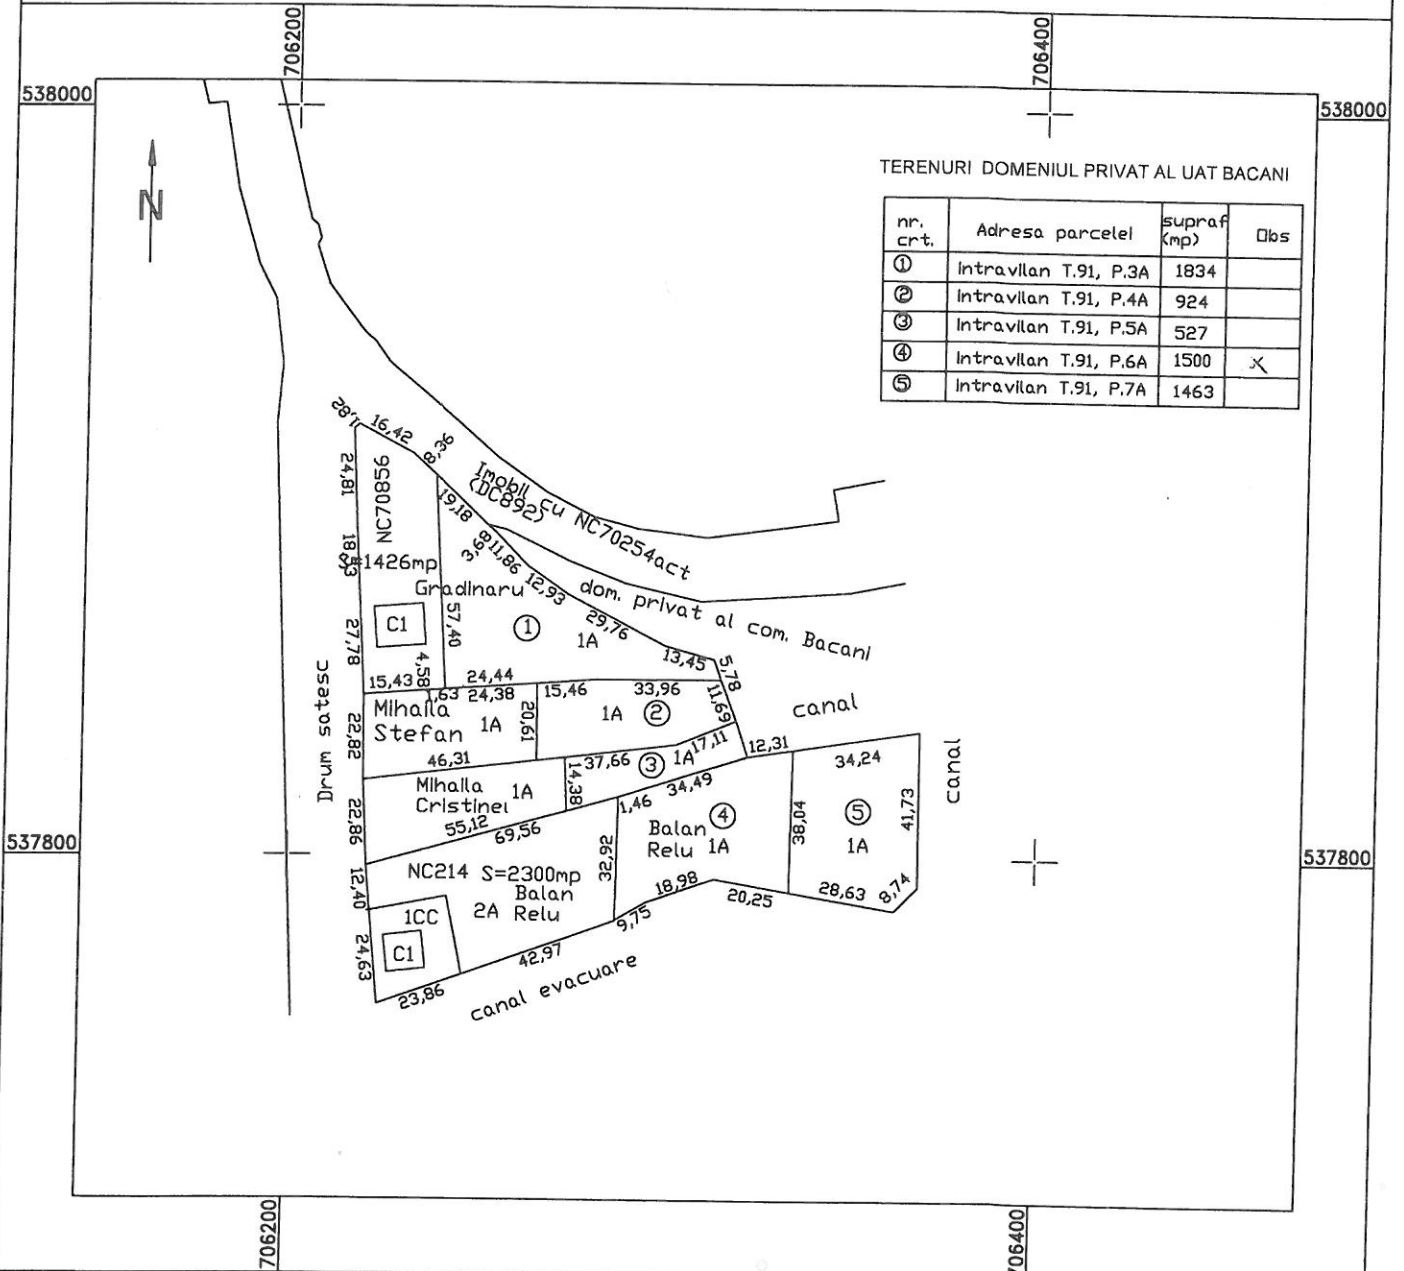 706200
706400
538000
538000
N
TERENURI DOMENIUL PRIVAT AL UAT BACANI
nr. crt. Adresa parcelei supraf (mp) Obs
1 Intravilan T.91, P.3A 1834
2 Intravilan T.91, P.4A 924
3 Intravilan T.91, P.5A 527
4 Intravilan T.91, P.6A 1500 x
5 Intravilan T.91, P.7A 1463
1,82
16,42
8,36
24,81
NC70856
19,18
Imobil cu NC70254act
(DC892)
18,53
S=1426mp
3,68
11,86
12,93
Gradinaru
dom. privat al com. Bacani
C1
57,40
1
1A
29,76
27,78
4,58
13,45
5,78
15,43
24,44
1,63
24,38
15,46
33,96
11,69
Drum satesc
Mihaila
Stefan
1A
20,61
1A
2
canal
22,82
46,31
37,66
3
1A
17,11
12,31
34,24
canal
Mihaila
Cristinel
1A
14,38
34,49
1,46
22,86
55,12
69,56
Balan
Relu
4
1A
38,04
5
1A
41,73
537800
537800
12,40
NC214 S=2300mp
Balan
Relu
2A
32,92
18,98
20,25
28,63
8,74
1CC
C1
9,75
24,63
42,97
23,86
canal evacuare
706200
706400